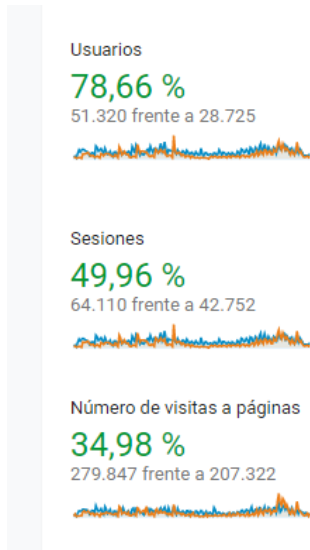 Usuarios
78,66 %
51.320 frente a 28.725
Sesiones
49,96 %
64.110 frente a 42.752
Número de visitas a páginas
34,98 %
279.847 frente a 207.322